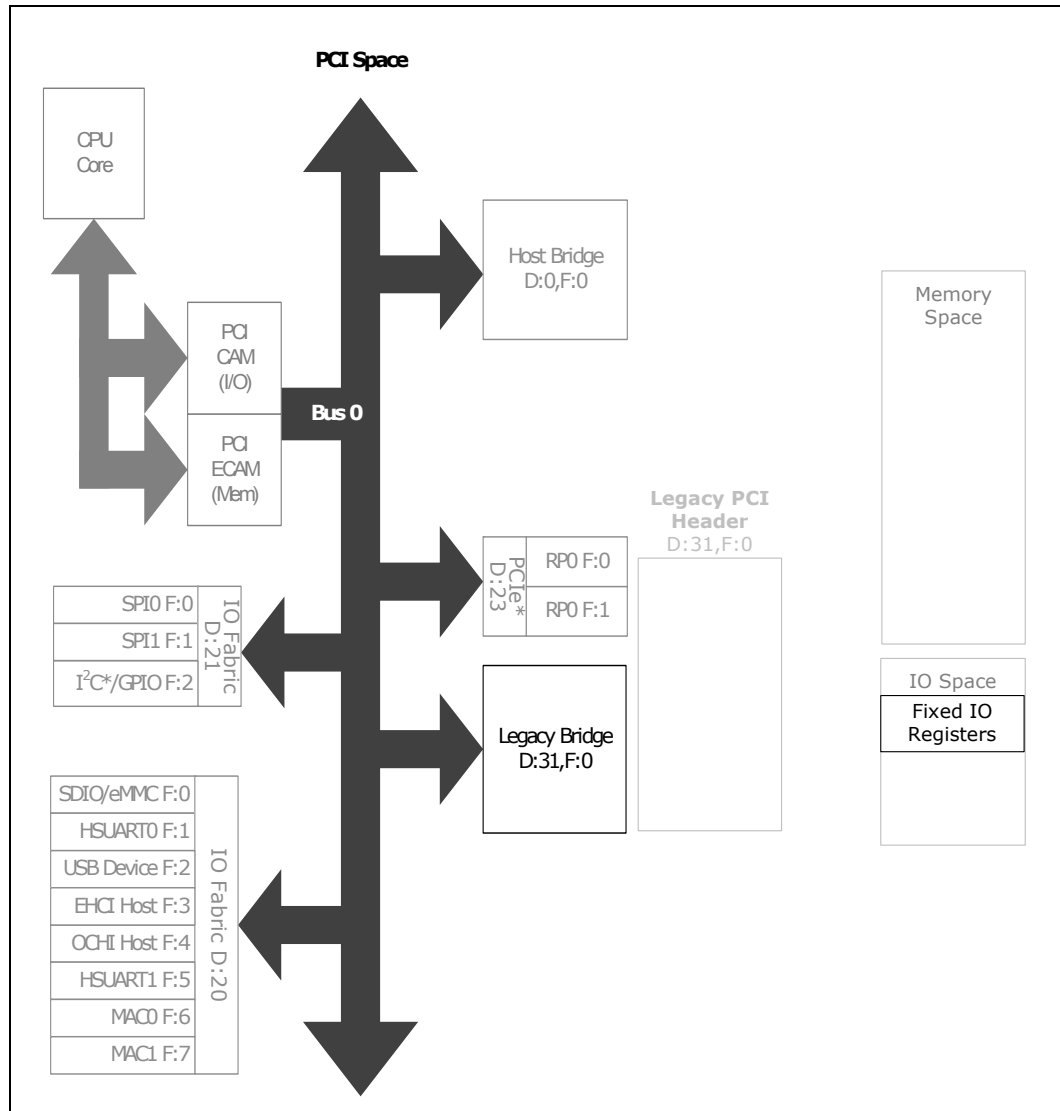 PCI Space
CPU
Core
Host Bridge
D:0,F:0
Memory
Space
PCI
CAM
(I/O)
Bus 0
PCI
ECAM
(Mem)
Legacy PCI
Header
D:31,F:0
PCIe*
D:23
RP0 F:0
RP0 F:1
SPI0 F:0
SPI1 F:1
I²C*/GPIO F:2
IO Fabric
D:21
Legacy Bridge
D:31,F:0
IO Space
Fixed IO
Registers
SDIO/eMMC F:0
HSUART0 F:1
USB Device F:2
EHCI Host F:3
OCHI Host F:4
HSUART1 F:5
MAC0 F:6
MAC1 F:7
IO Fabric D:20